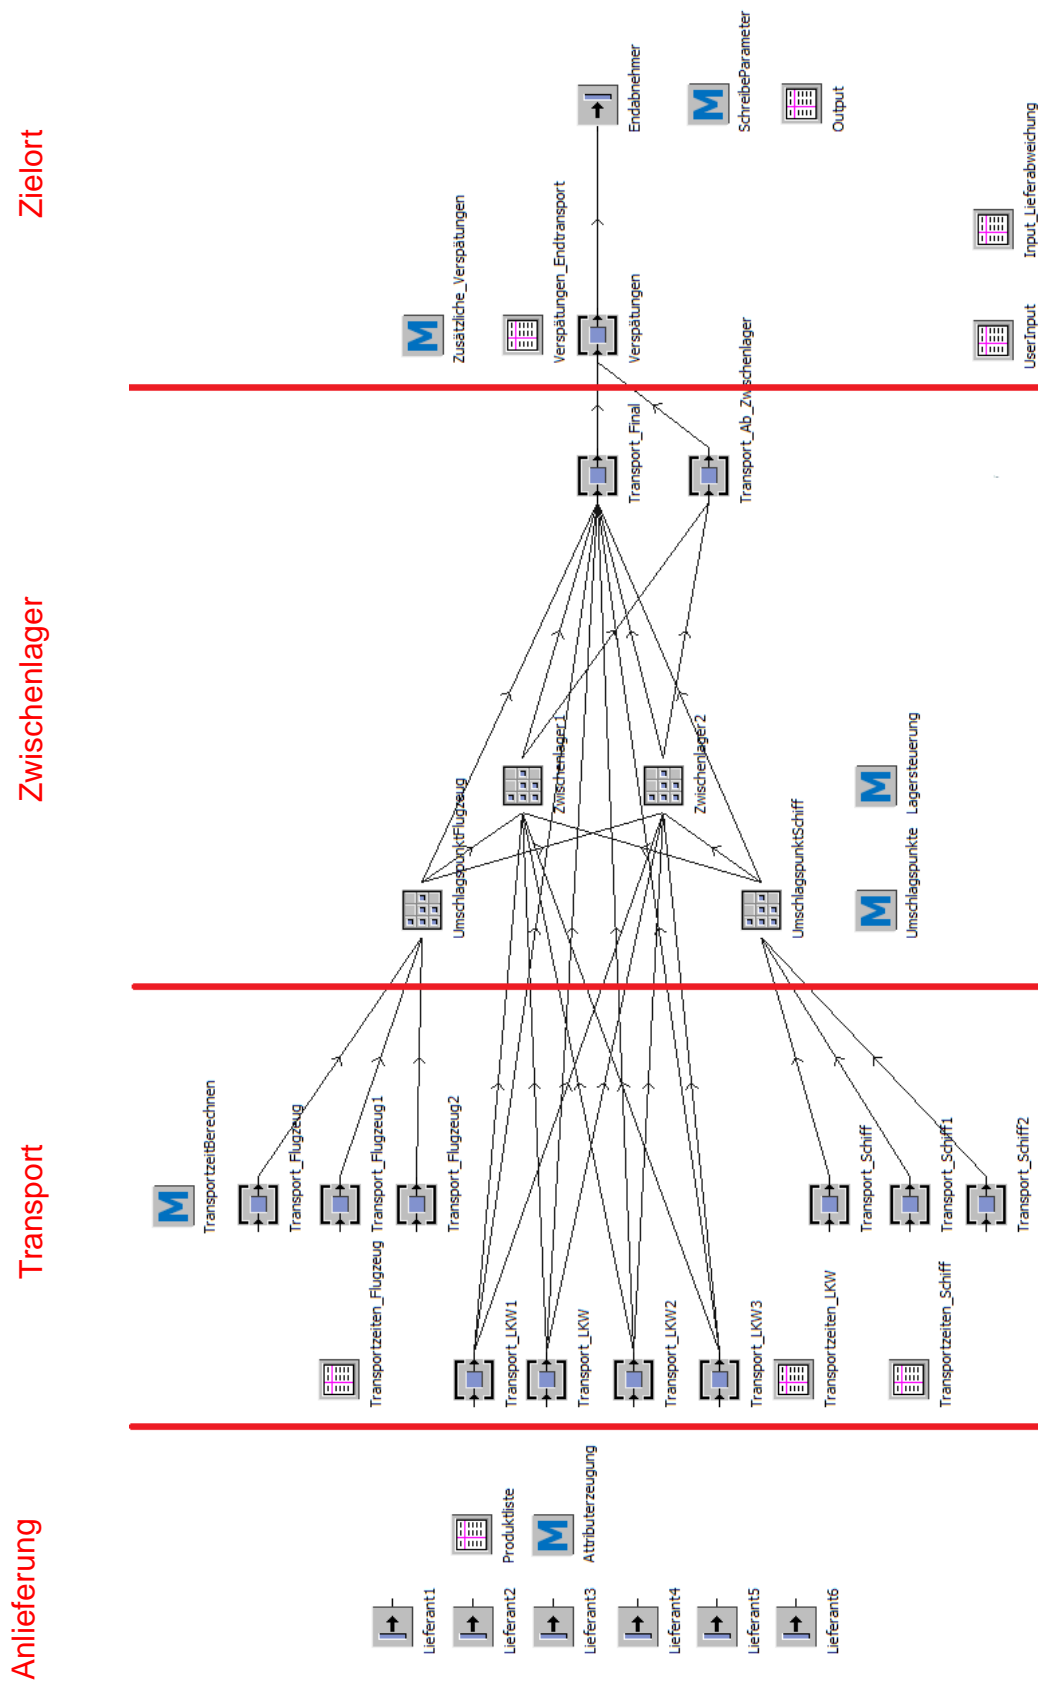 Anlieferung
Transport
Zwischenlager
Zielort
Lieferant1
Lieferant2
Lieferant3
Lieferant4
Lieferant5
Lieferant6
Produktliste
M
Attributerzeugung
M
TransportzeitBerechnen
Transport_Flugzeug
Transportzeiten_Flugzeug
Transport_Flugzeug1
Transport_Flugzeug2
Transport_LKW1
Transport_LKW
Transport_LKW2
Transport_LKW3
Transportzeiten_LKW
Transport_Schiff
Transportzeiten_Schiff
Transport_Schiff1
Transport_Schiff2
UmschlagspunktFlugzeug
Zwischenlager1
Zwischenlager2
UmschlagspunktSchiff
M
Umschlagspunkte
M
Lagersteuerung
Transport_Final
Transport_Ab_Zwischenlager
M
Zusätzliche_Verspätungen
Verspätungen_Endtransport
Verspätungen
Endabnehmer
M
SchreibeParameter
Output
UserInput
Input_Lieferabweichung